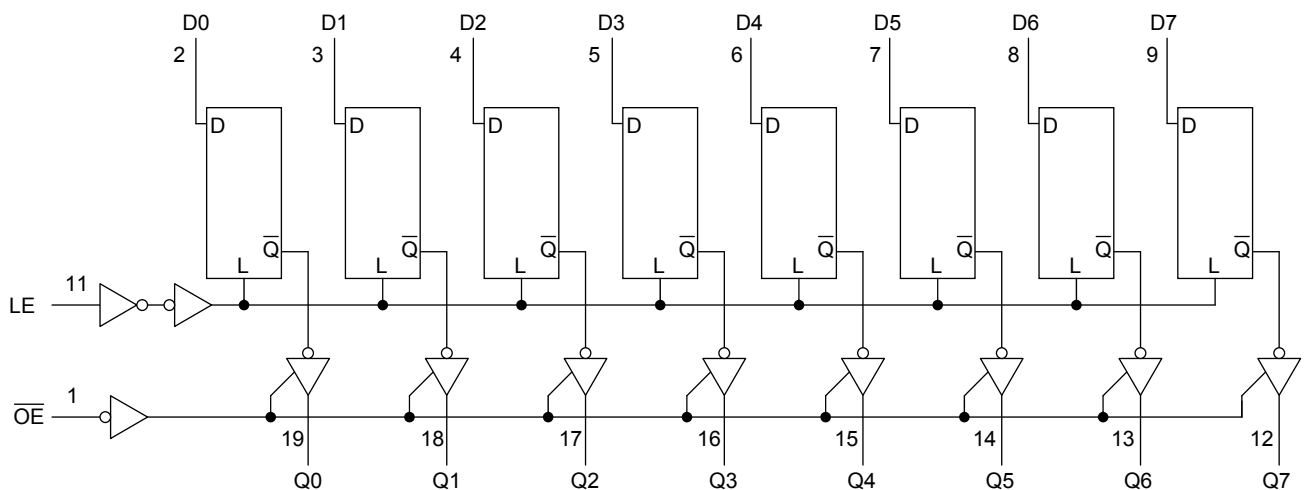 D0 D1 D2 D3 D4 D5 D6 D7
2 3 4 5 6 7 8 9
D D D D D D D D
Q̅ Q̅ Q̅ Q̅ Q̅ Q̅ Q̅ Q̅
L L L L L L L L
11
LE
1
O̅E̅
19 18 17 16 15 14 13 12
Q0 Q1 Q2 Q3 Q4 Q5 Q6 Q7